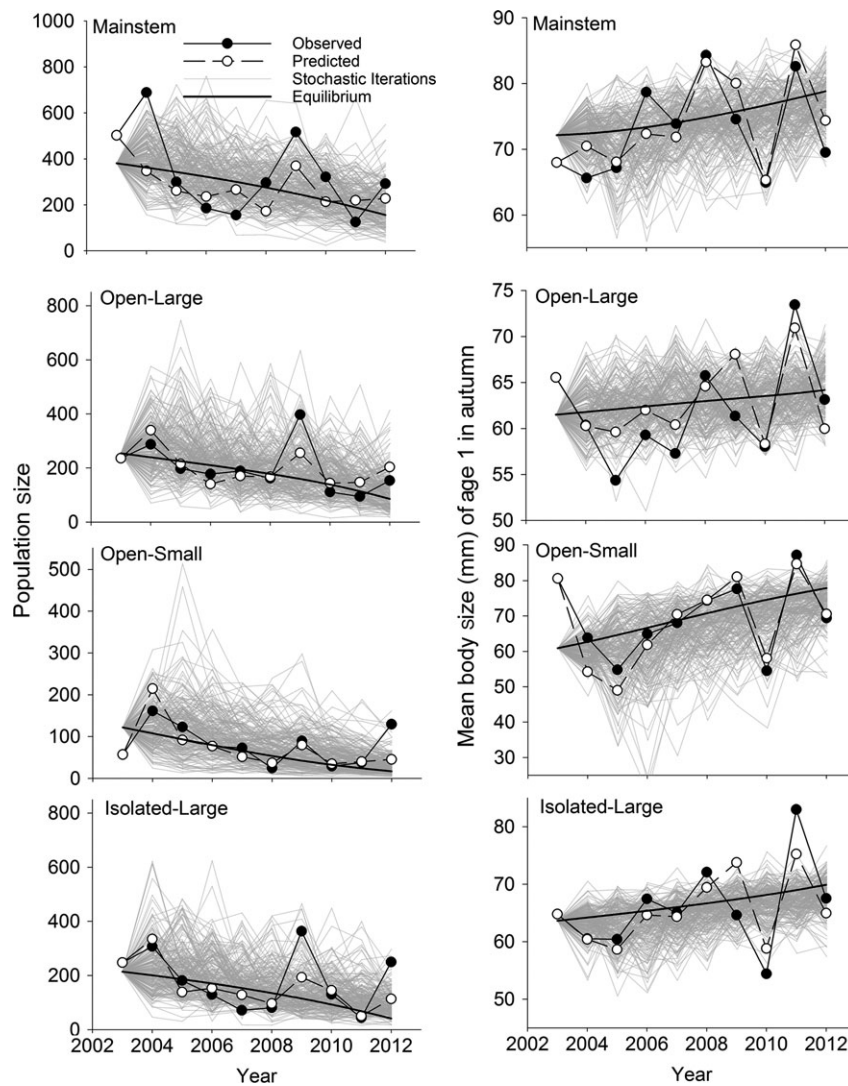 Mainstem
1000
800
600
400
200
0
Observed
Predicted
Stochastic Iterations
Equilibrium
Open-Large
800
600
400
200
0
Open-Small
500
400
300
200
100
0
Isolated-Large
800
600
400
200
0
2002 2004 2006 2008 2010 2012
Year
Population size
Mainstem
90
80
70
60
Open-Large
75
70
65
60
55
50
Open-Small
90
80
70
60
50
40
30
Isolated-Large
80
70
60
50
2002 2004 2006 2008 2010 2012
Year
Mean body size (mm) of age 1 in autumn